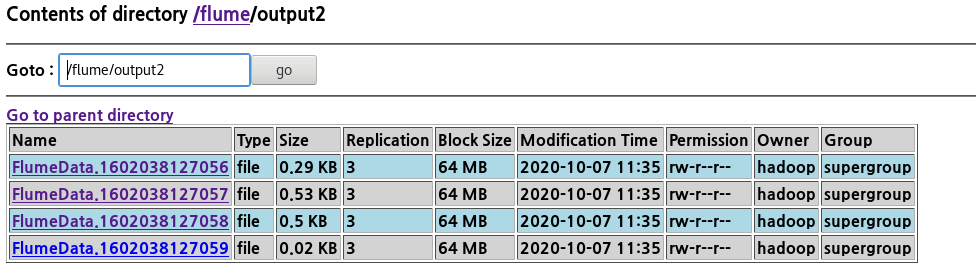 Contents of directory /flume/output2
Goto : /flume/output2 go
Go to parent directory
Name Type Size Replication Block Size Modification Time Permission Owner Group
FlumeData.1602038127056 file 0.29 KB 3 64 MB 2020-10-07 11:35 rw-r--r-- hadoop supergroup
FlumeData.1602038127057 file 0.53 KB 3 64 MB 2020-10-07 11:35 rw-r--r-- hadoop supergroup
FlumeData.1602038127058 file 0.5 KB 3 64 MB 2020-10-07 11:35 rw-r--r-- hadoop supergroup
FlumeData.1602038127059 file 0.02 KB 3 64 MB 2020-10-07 11:35 rw-r--r-- hadoop supergroup